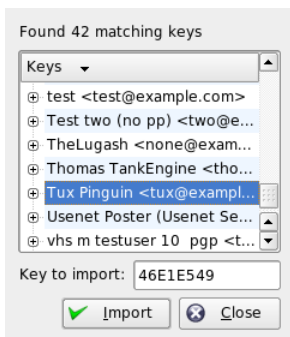 Found 42 matching keys
Keys
test <test@example.com>
Test two (no pp) <two@e...
TheLugash <none@exam...
Thomas TankEngine <tho...
Tux Pinguin <tux@exampl...
Usenet Poster (Usenet Se...
vhs m testuser 10 pgp <t...
Key to import: 46E1E549
Import Close